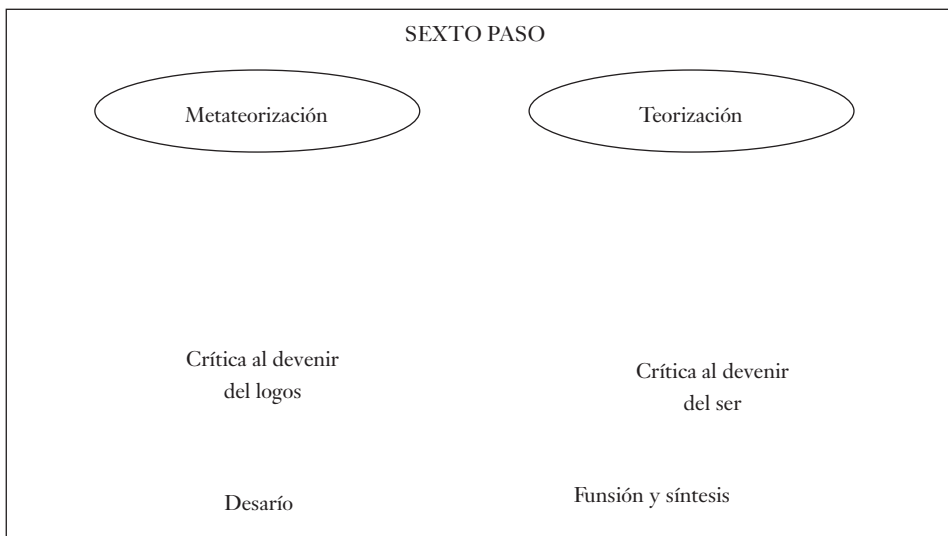 SEXTO PASO
Metateorización
Teorización
Crítica al devenir
del logos
Crítica al devenir
del ser
Desarío
Funsión y síntesis